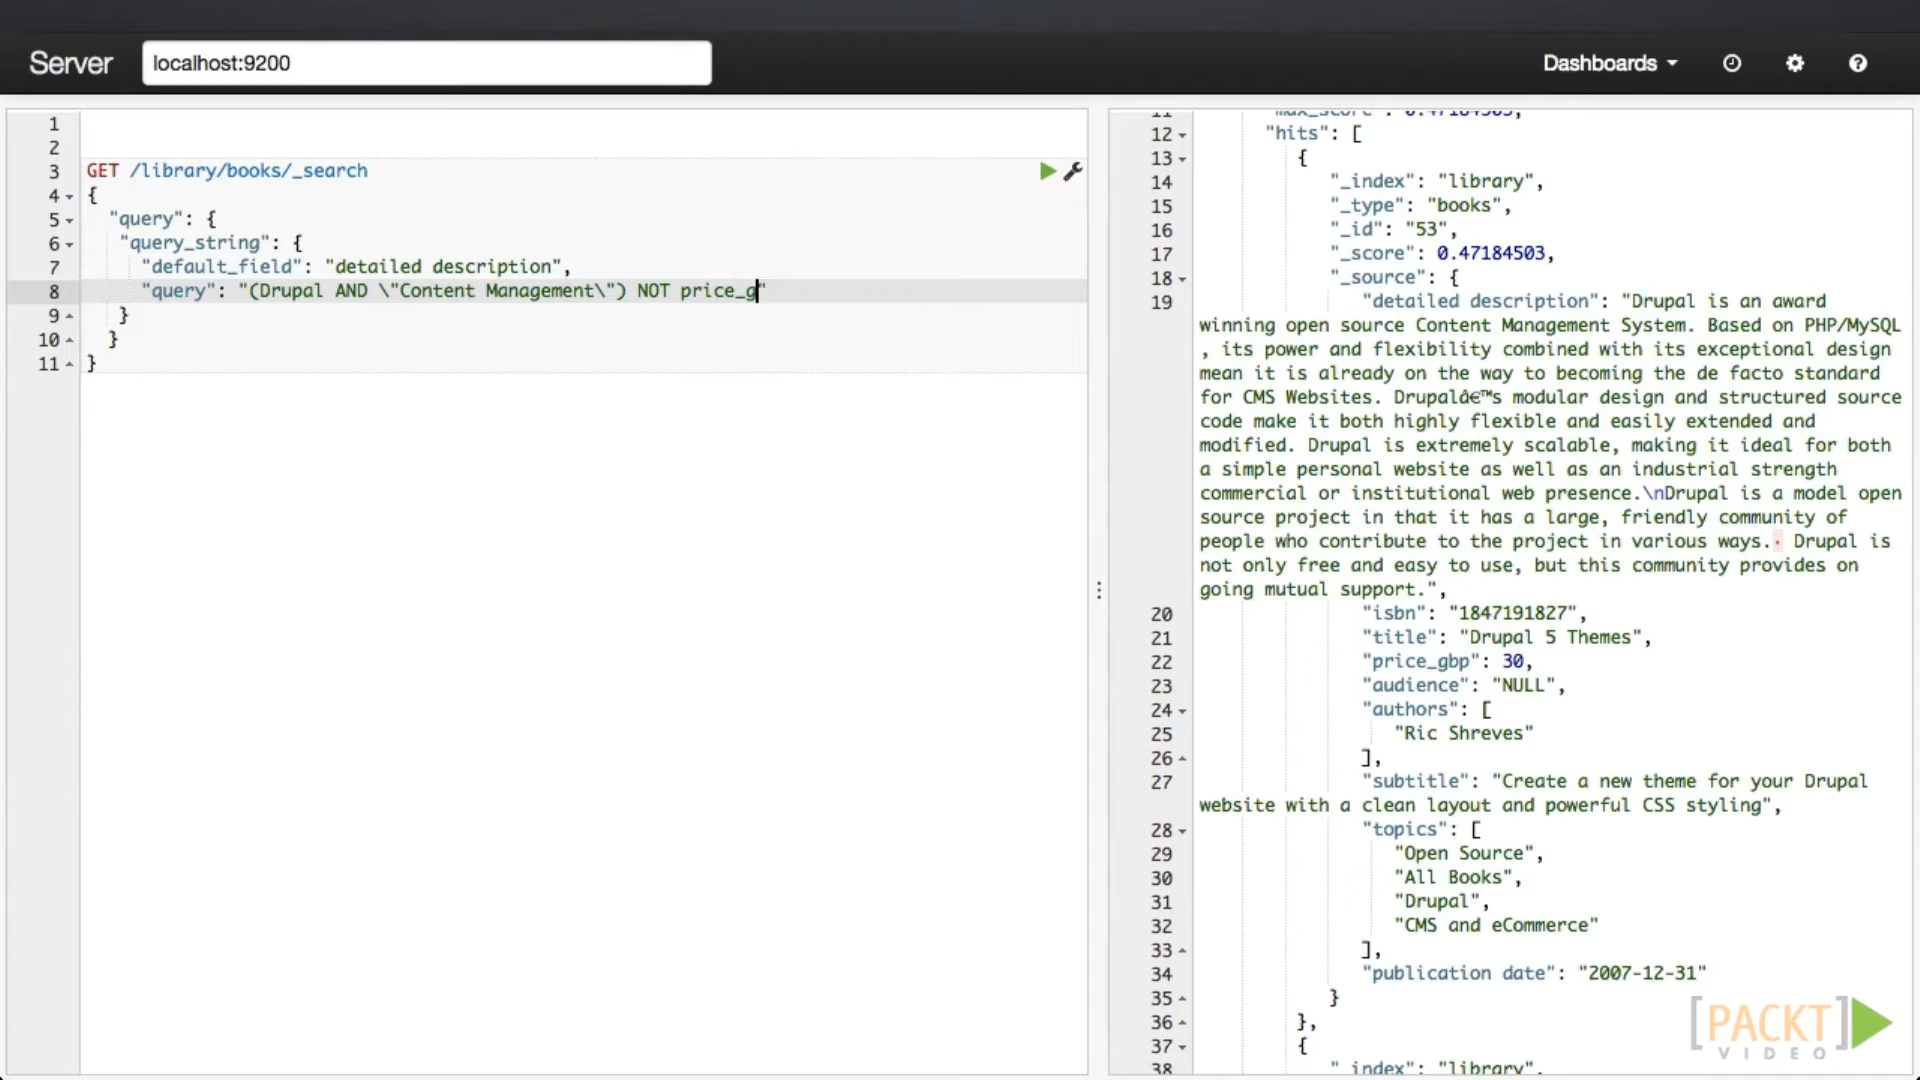 Server localhost:9200 Dashboards
1
2
3 GET /library/books/_search
4 {
5 "query": {
6 "query_string": {
7 "default_field": "detailed description",
8 "query": "(Drupal AND \"Content Management\") NOT price_g"
9 }
10 }
11 }
11 "max_score": 0.47184503,
12 "hits": [
13 {
14 "_index": "library",
15 "_type": "books",
16 "_id": "53",
17 "_score": 0.47184503,
18 "_source": {
19 "detailed description": "Drupal is an award
winning open source Content Management System. Based on PHP/MySQL
, its power and flexibility combined with its exceptional design
mean it is already on the way to becoming the de facto standard
for CMS Websites. Drupalâ€™s modular design and structured source
code make it both highly flexible and easily extended and
modified. Drupal is extremely scalable, making it ideal for both
a simple personal website as well as an industrial strength
commercial or institutional web presence.\nDrupal is a model open
source project in that it has a large, friendly community of
people who contribute to the project in various ways.· Drupal is
not only free and easy to use, but this community provides on
going mutual support.",
20 "isbn": "1847191827",
21 "title": "Drupal 5 Themes",
22 "price_gbp": 30,
23 "audience": "NULL",
24 "authors": [
25 "Ric Shreves"
26 ],
27 "subtitle": "Create a new theme for your Drupal
website with a clean layout and powerful CSS styling",
28 "topics": [
29 "Open Source",
30 "All Books",
31 "Drupal",
32 "CMS and eCommerce"
33 ],
34 "publication date": "2007-12-31"
35 }
36 },
37 {
38 "_index": "library",
[PACKT]
VIDEO